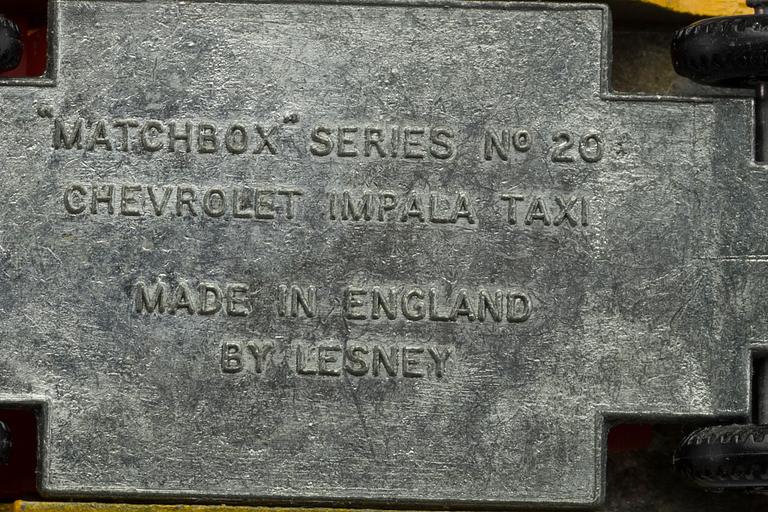 "MATCHBOX" SERIES Nº 20
CHEVROLET IMPALA TAXI
MADE IN ENGLAND
BY LESNEY